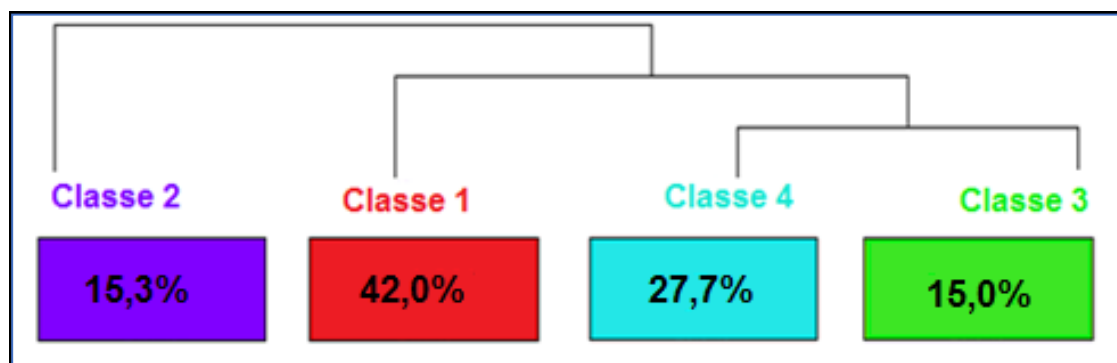 Classe 2
Classe 1
Classe 4
Classe 3
15,3%
42,0%
27,7%
15,0%